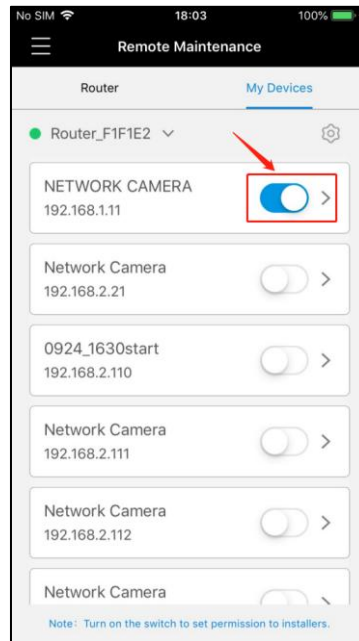 No SIM 18:03 100%
Remote Maintenance
Router My Devices
Router_F1F1E2
NETWORK CAMERA
192.168.1.11
Network Camera
192.168.2.21
0924_1630start
192.168.2.110
Network Camera
192.168.2.111
Network Camera
192.168.2.112
Network Camera
Note: Turn on the switch to set permission to installers.